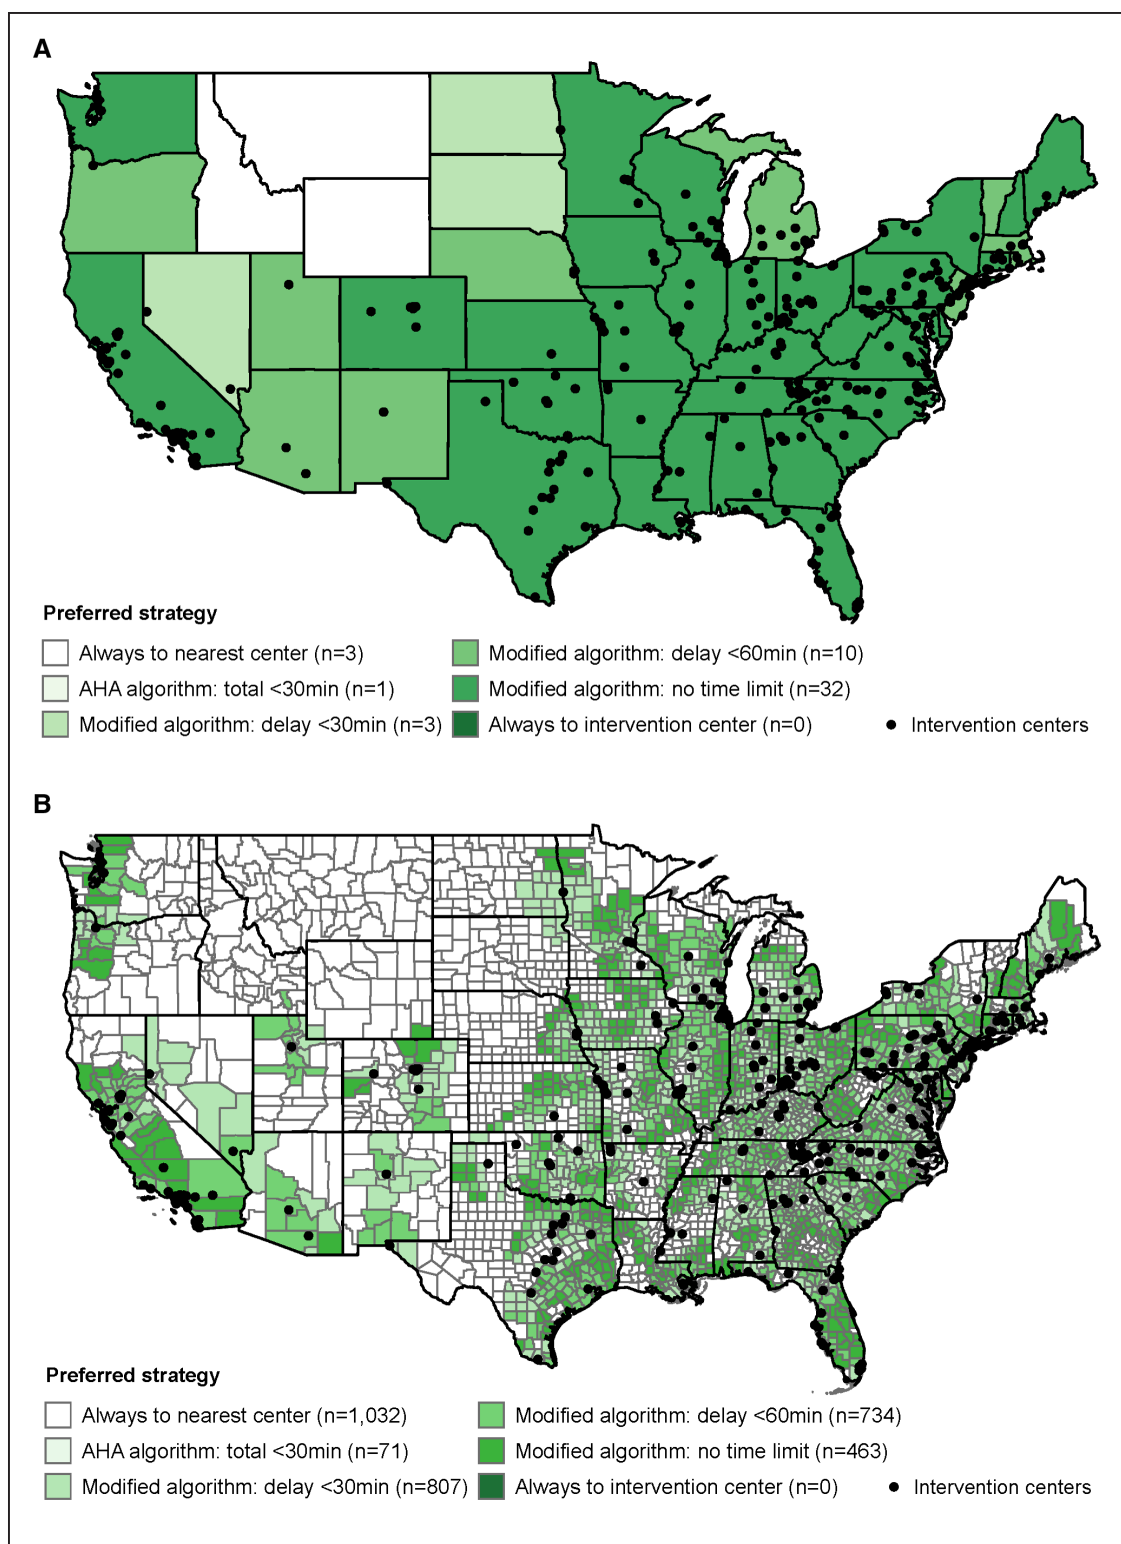 A
Preferred strategy
Always to nearest center (n=3)
AHA algorithm: total <30min (n=1)
Modified algorithm: delay <30min (n=3)
Modified algorithm: delay <60min (n=10)
Modified algorithm: no time limit (n=32)
Always to intervention center (n=0)
Intervention centers
B
Preferred strategy
Always to nearest center (n=1,032)
AHA algorithm: total <30min (n=71)
Modified algorithm: delay <30min (n=807)
Modified algorithm: delay <60min (n=734)
Modified algorithm: no time limit (n=463)
Always to intervention center (n=0)
Intervention centers